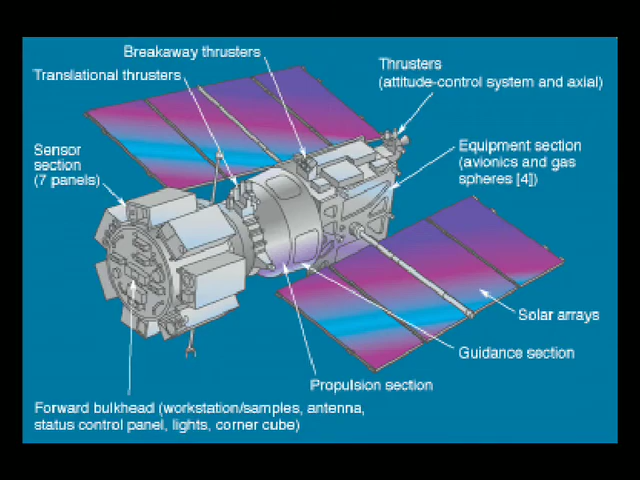 Breakaway thrusters
Translational thrusters
Thrusters
(attitude-control system and axial)
Sensor
section
(7 panels)
Equipment section
(avionics and gas
spheres [4])
Solar arrays
Guidance section
Propulsion section
Forward bulkhead (workstation/samples, antenna,
status control panel, lights, corner cube)